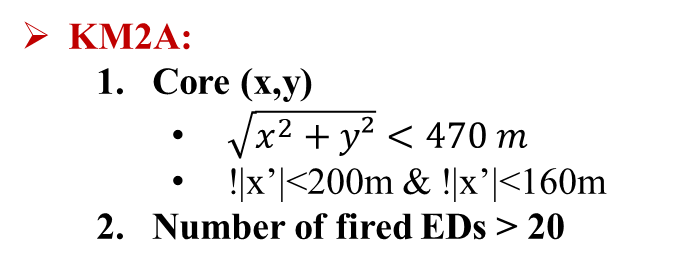 ➢ KM2A:
1. Core (x,y)
• √x² + y² < 470 m
• !|x’|<200m & !|x’|<160m
2. Number of fired EDs > 20